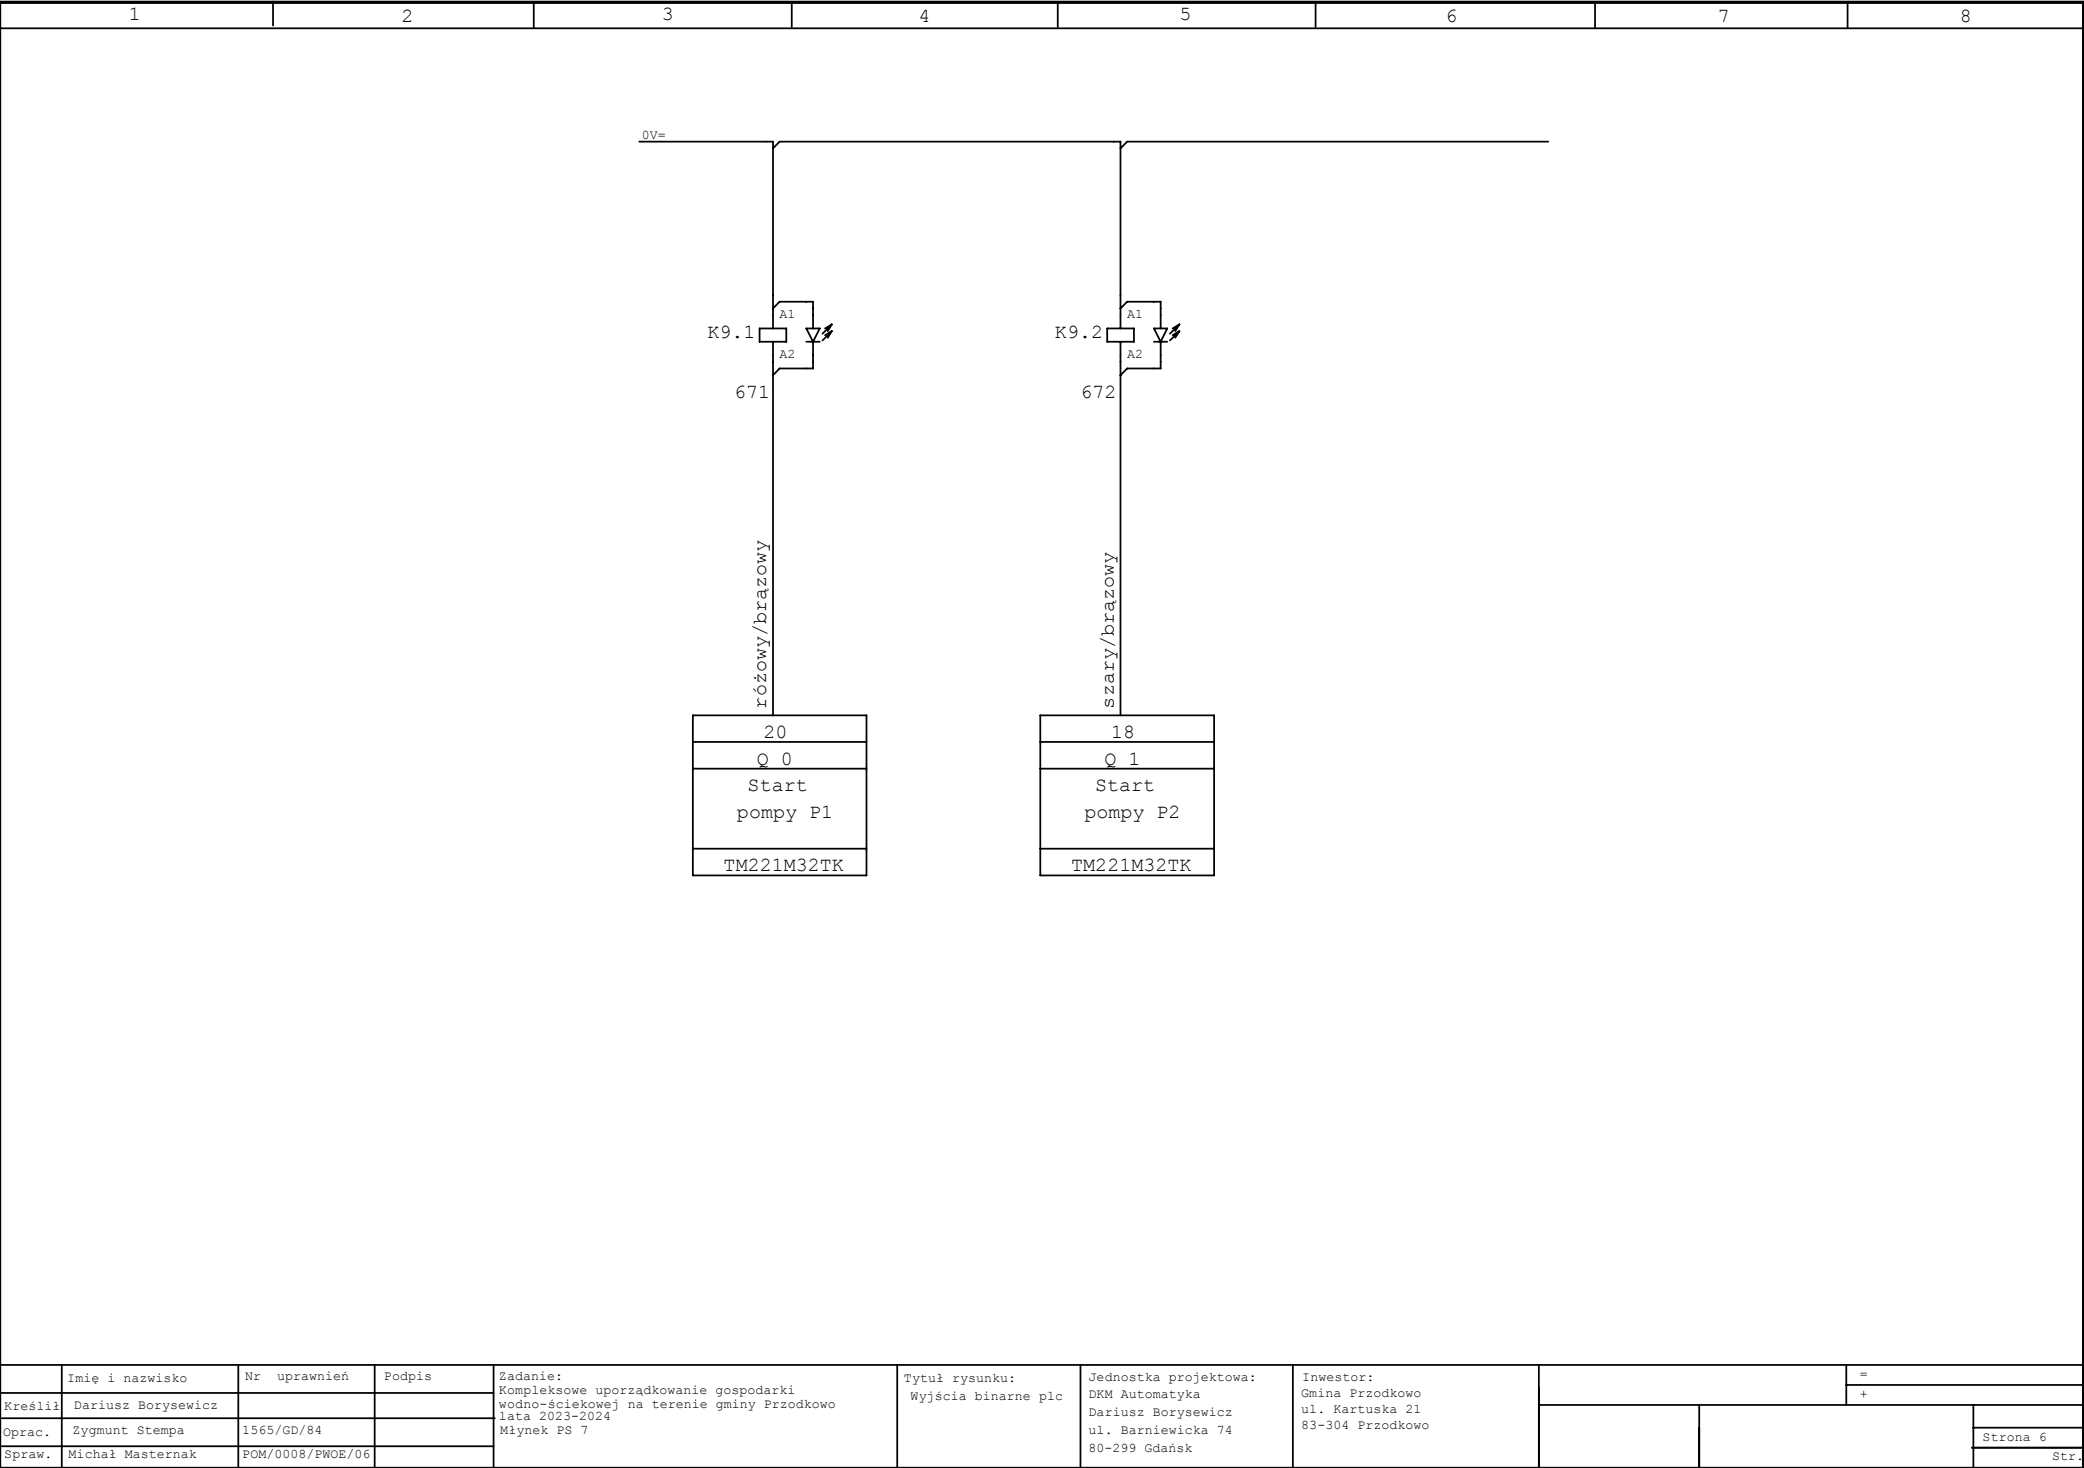 1 2 3 4 5 6 7 8
0V=
A1 A1
K9.1 K9.2
A2 A2
671 672
różowy/brązowy szary/brązowy
20 18
Q 0 Q 1
Start Start
pompy P1 pompy P2
TM221M32TK TM221M32TK
Imię i nazwisko Nr uprawnień Podpis
Kreślił Dariusz Borysewicz
Oprac. Zygmunt Stempa 1565/GD/84
Spraw. Michał Masternak POM/0008/PWOE/06
Zadanie:
Kompleksowe uporządkowanie gospodarki
wodno-ściekowej na terenie gminy Przodkowo
lata 2023-2024
Młynek PS 7
Tytuł rysunku:
Wyjścia binarne plc
Jednostka projektowa:
DKM Automatyka
Dariusz Borysewicz
ul. Barniewicka 74
80-299 Gdańsk
Inwestor:
Gmina Przodkowo
ul. Kartuska 21
83-304 Przodkowo
=
+
Strona 6
Str.